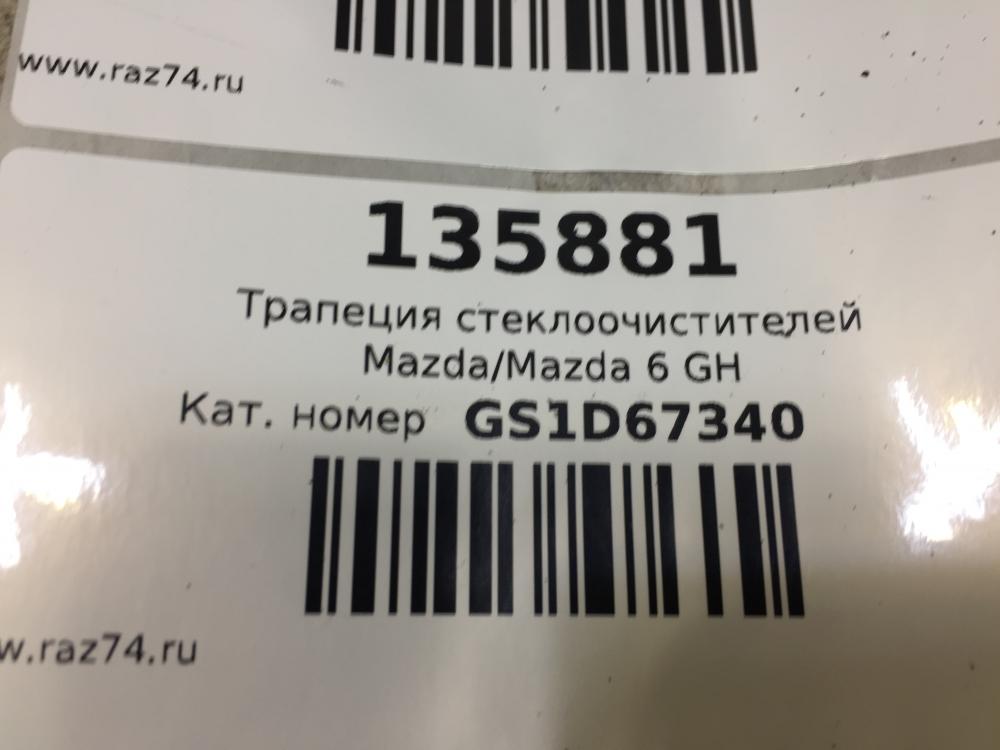 www.raz74.ru
135881
Трапеция стеклоочистителей
Mazda/Mazda 6 GH
Кат. номер GS1D67340
w.raz74.ru